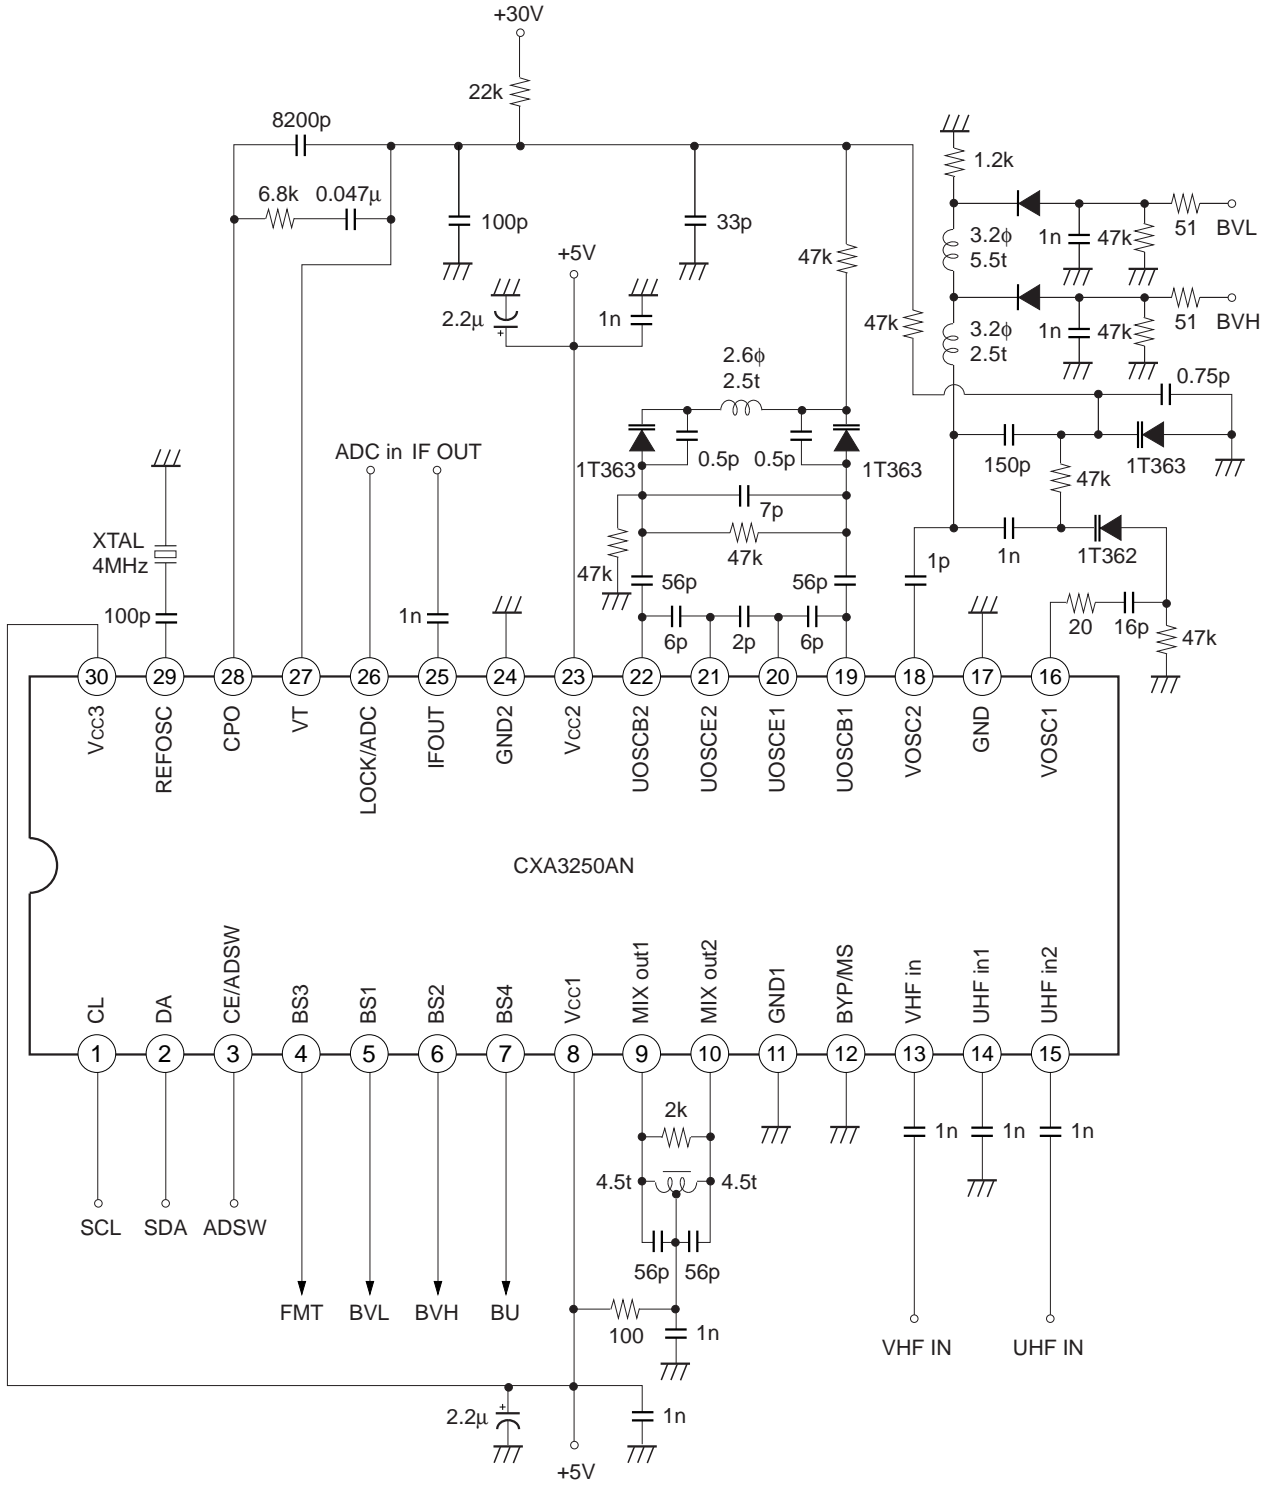 +30V
22k
8200p
6.8k 0.047µ
100p
33p
+5V
2.2µ
1n
47k
47k
1.2k
3.2ϕ
5.5t
1n
47k
51
BVL
3.2ϕ
2.5t
1n
47k
51
BVH
0.75p
2.6ϕ
2.5t
1T363
0.5p
0.5p
1T363
150p
1T363
47k
7p
47k
47k
1n
1T362
ADC in
IF OUT
XTAL
4MHz
100p
1n
56p
56p
6p
2p
6p
1p
20
16p
47k
30
29
28
27
26
25
24
23
22
21
20
19
18
17
16
Vcc3
REFOSC
CPO
VT
LOCK/ADC
IFOUT
GND2
Vcc2
UOSCB2
UOSCE2
UOSCE1
UOSCB1
VOSC2
GND
VOSC1
CXA3250AN
CL
DA
CE/ADSW
BS3
BS1
BS2
BS4
Vcc1
MIX out1
MIX out2
GND1
BYP/MS
VHF in
UHF in1
UHF in2
1
2
3
4
5
6
7
8
9
10
11
12
13
14
15
2k
4.5t
4.5t
56p
56p
1n
1n
1n
SCL
SDA
ADSW
FMT
BVL
BVH
BU
100
1n
VHF IN
UHF IN
2.2µ
1n
+5V
+
+